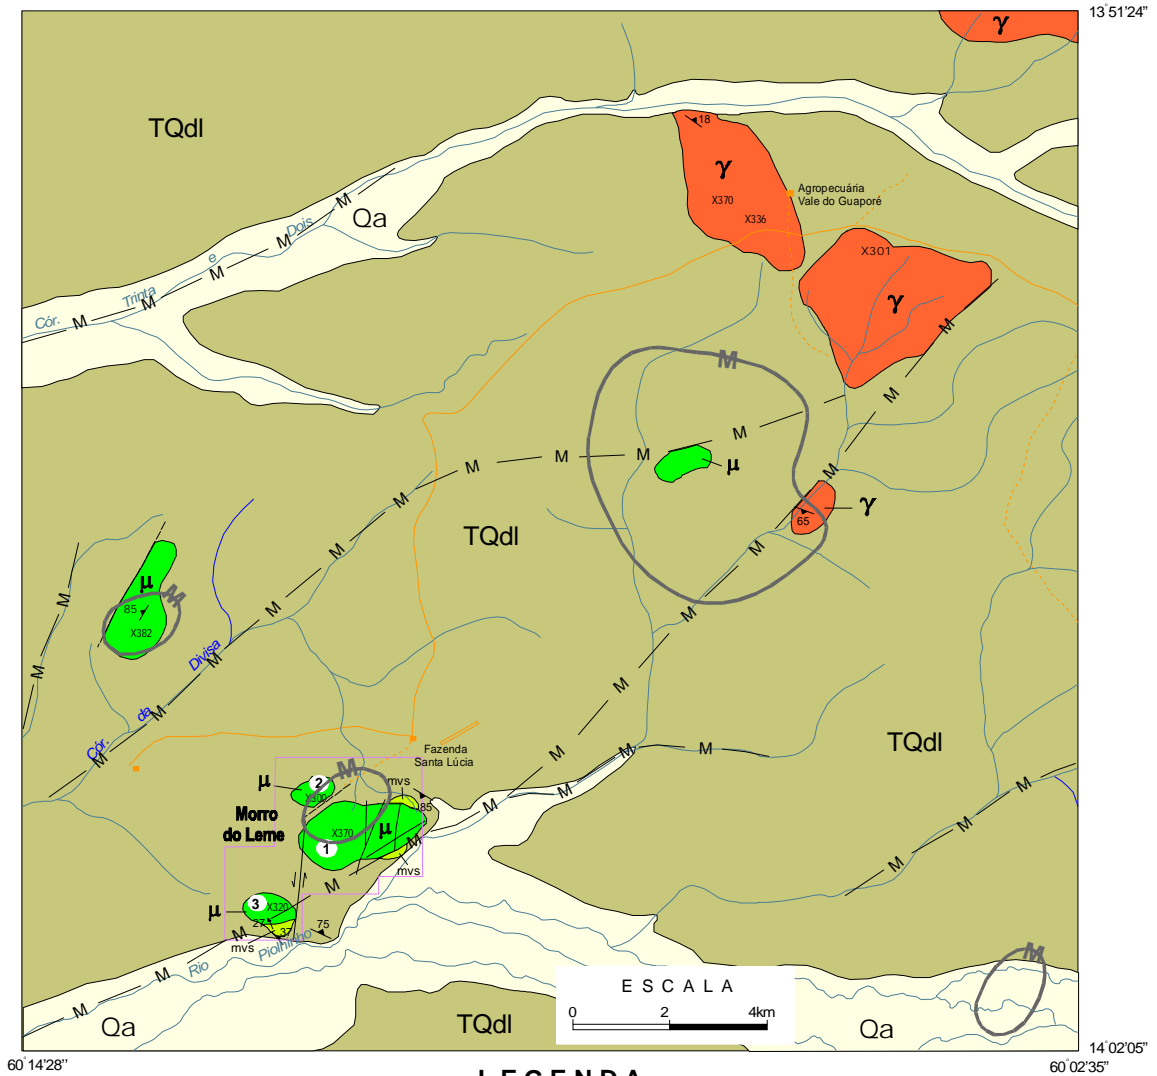 13°51'24"
γ
TQdl
18
γ
X370
X336
Agropecuária
Vale do Guaporé
Qa
Cór. Trinta e Dois
M M M M M
X301
γ
M
M
M
M M M M
μ
M
M
γ
65
TQdl
M
M
M
M
μ
M
85
X382
M
M
Cór. da Divisa
M
M
M
M
M
M
M
M
M
TQdl
Fazenda
Santa Lúcia
M
μ
2
X300
mvs
85
Morro
do Leme
X370
μ
1
M
mvs
M
M
M
M
M
μ
3
X320
27
37
75
mvs
M
Rio Piolhinho
M
M
M
ESCALA
0 2 4km
Qa
TQdl
Qa
14°02'05"
60°14'28"
60°02'35"
LEGENDA